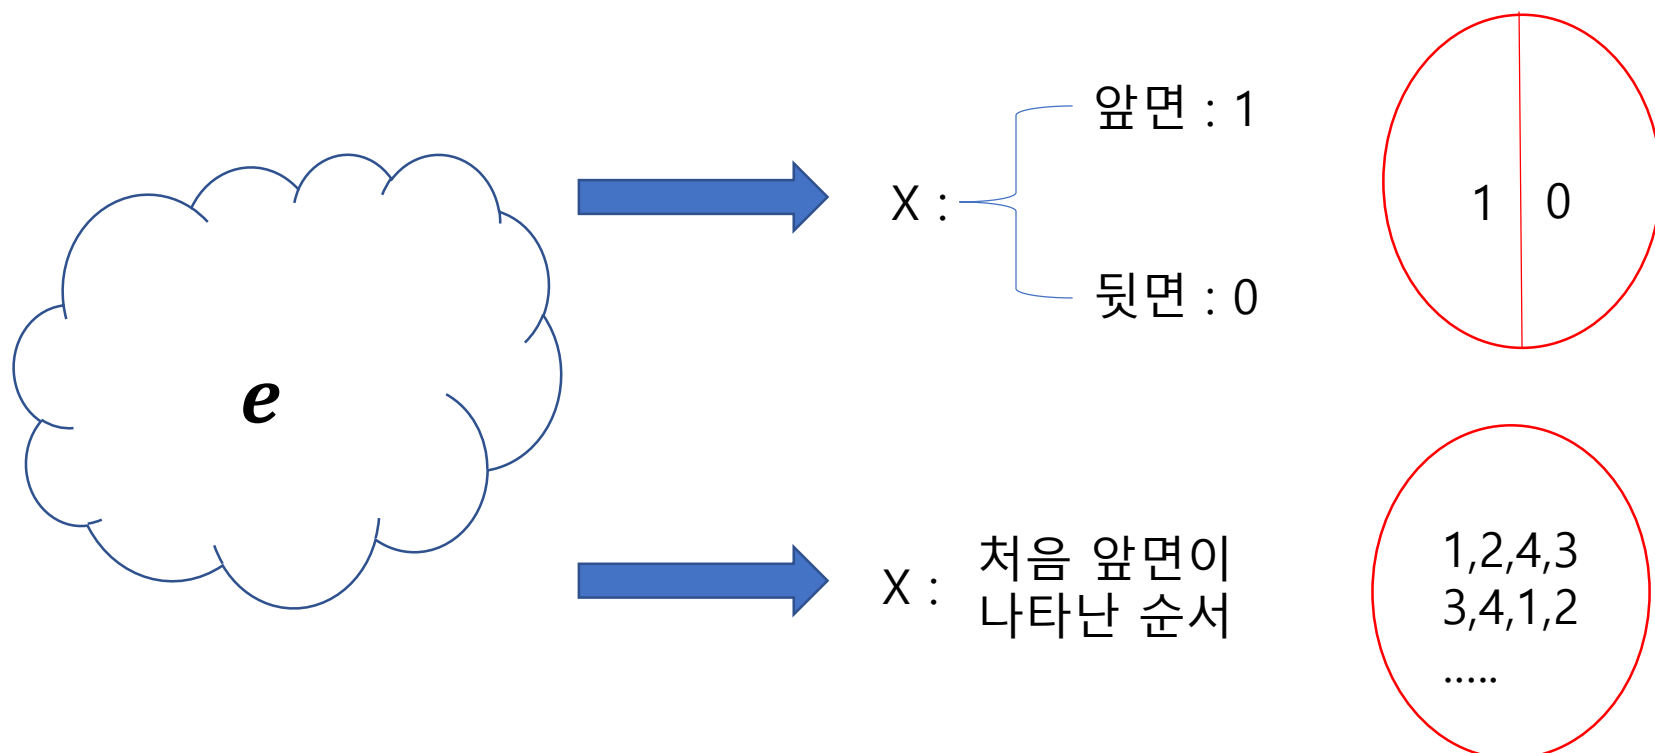 앞면 : 1
X :
뒷면 : 0
1 0
e
X : 처음 앞면이
나타난 순서
1,2,4,3
3,4,1,2
.....